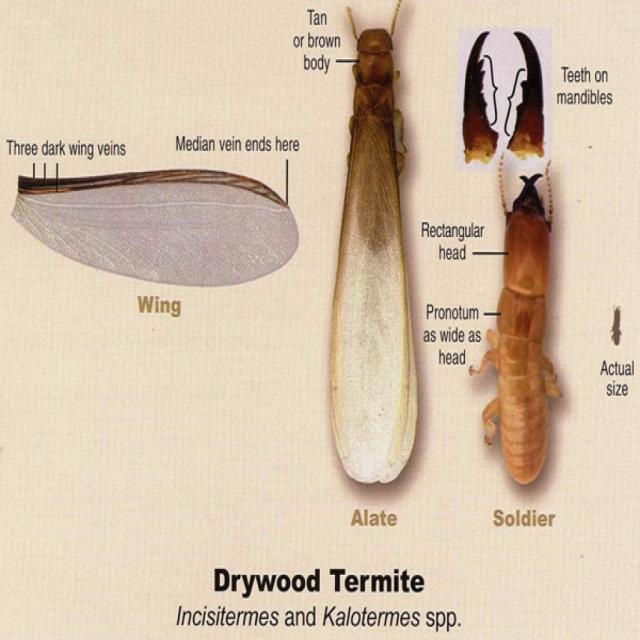 Tan
or brown
body
Teeth on
mandibles
Three dark wing veins
Median vein ends here
Rectangular
head
Pronotum
as wide as
head
Actual
size
Wing
Alate
Soldier
Drywood Termite
Incisitermes and Kalotermes spp.